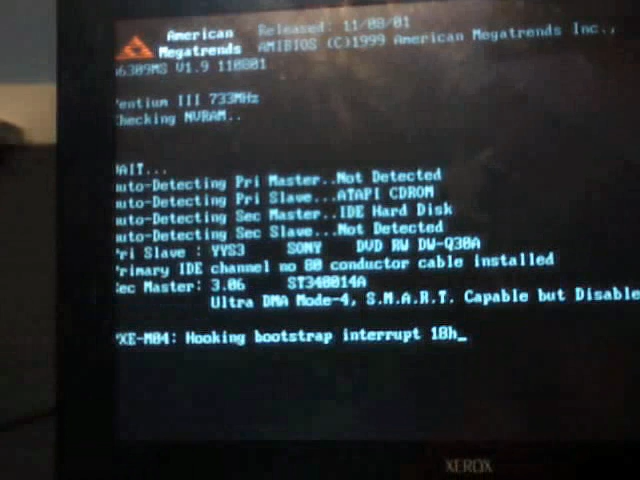 American Released: 11/08/01
Megatrends AMIBIOS (C)1999 American Megatrends Inc.,
6309MS V1.9 110801
entium III 733MHz
hecking NVRAM..
AIT...
uto-Detecting Pri Master..Not Detected
uto-Detecting Pri Slave...ATAPI CDROM
uto-Detecting Sec Master..IDE Hard Disk
uto-Detecting Sec Slave...Not Detected
ri Slave : YYS3 SONY DVD RW DW-Q30A
rimary IDE channel no 80 conductor cable installed
ec Master: 3.06 ST340014A
Ultra DMA Mode-4, S.M.A.R.T. Capable but Disable
XE-M04: Hooking bootstrap interrupt 18h_
XEROX